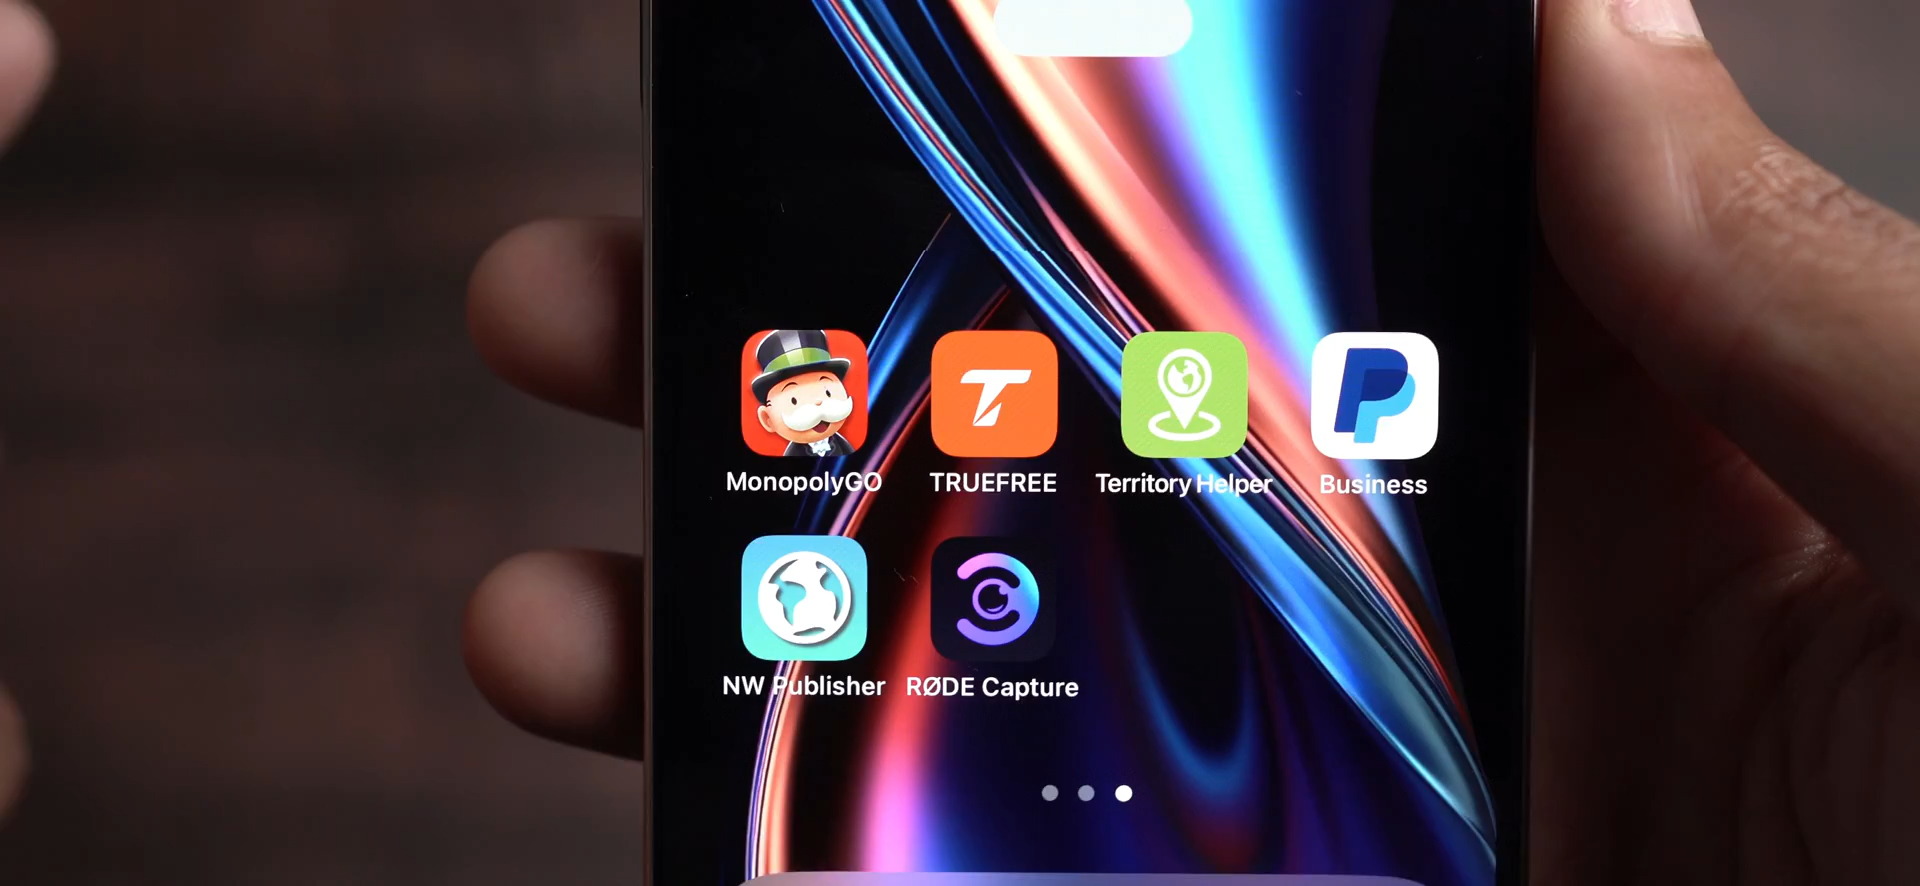 MonopolyGO
TRUEFREE
Territory Helper
Business
NW Publisher
RØDE Capture